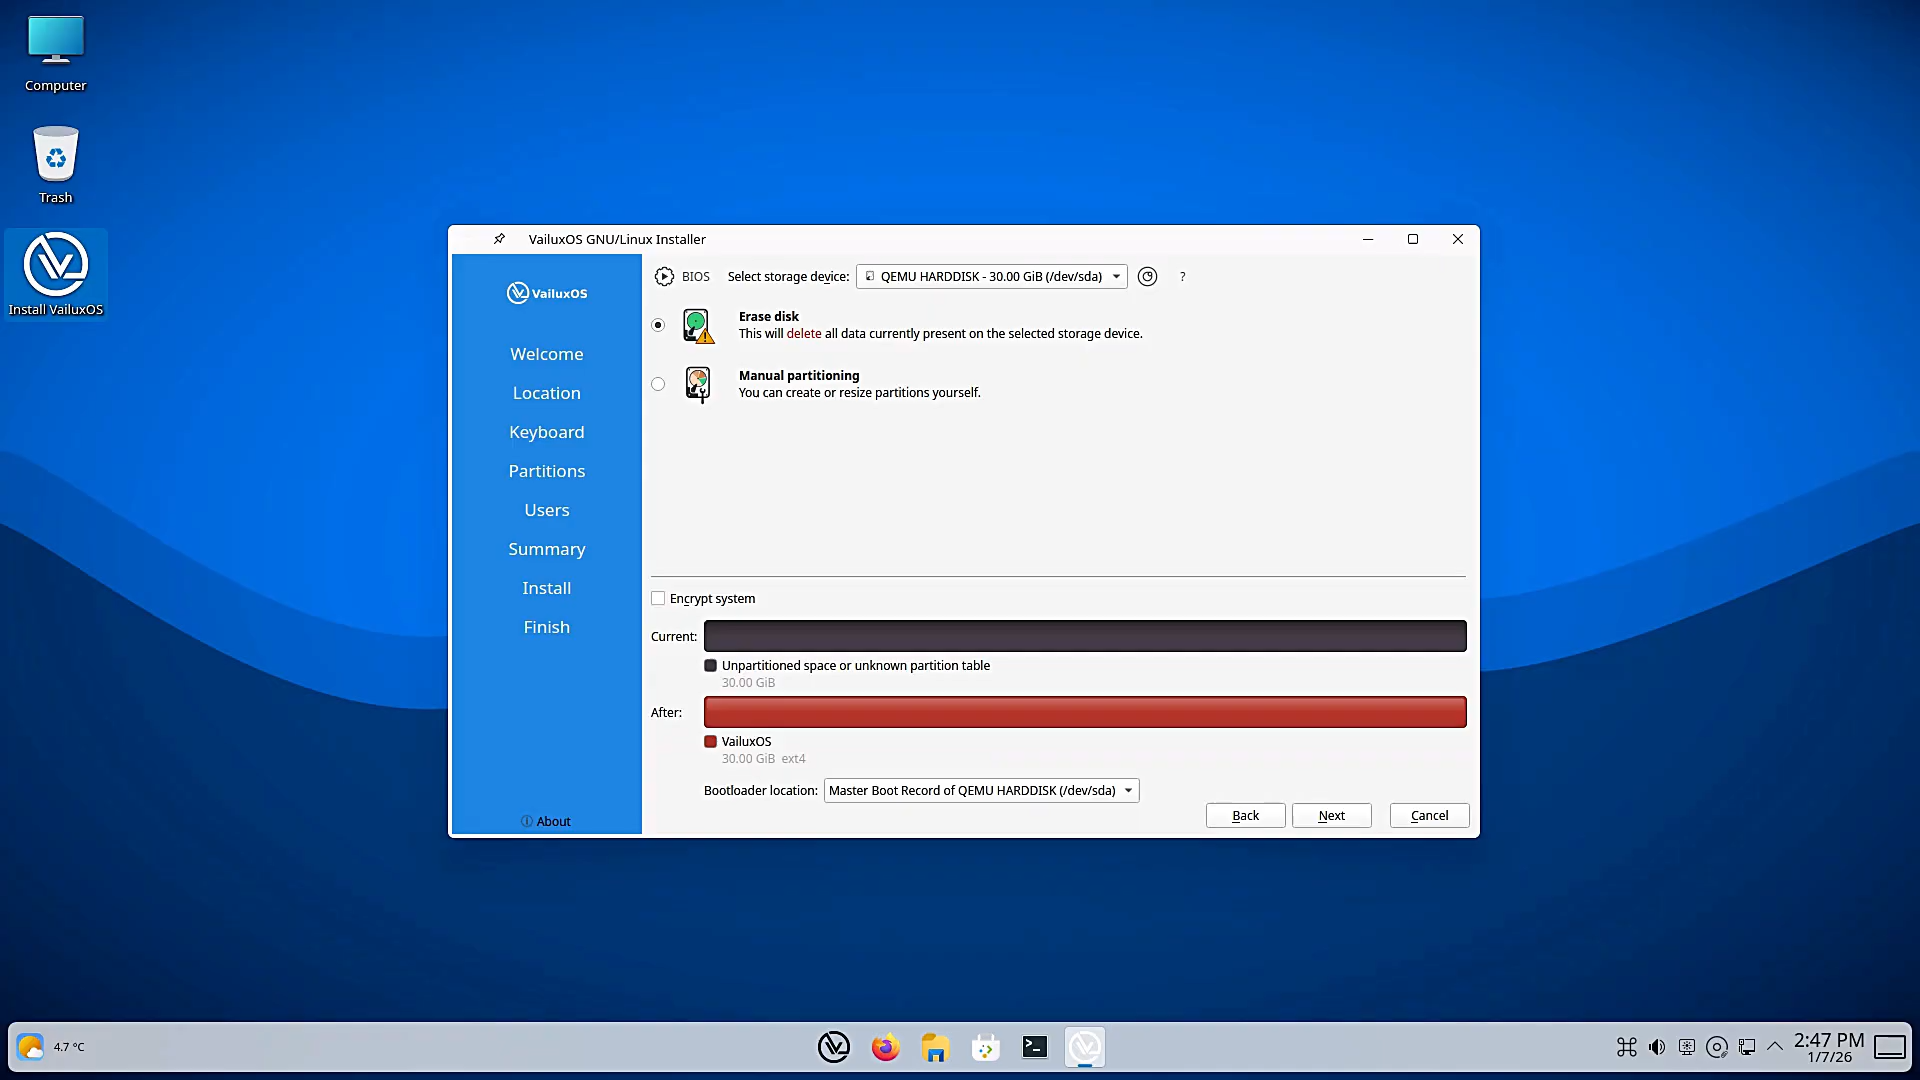 Computer
Trash
Install VailuxOS
VailuxOS GNU/Linux Installer
VailuxOS
Welcome
Location
Keyboard
Partitions
Users
Summary
Install
Finish
About
BIOS
Select storage device:
QEMU HARDDISK - 30.00 GiB (/dev/sda)
?
Erase disk
This will delete all data currently present on the selected storage device.
Manual partitioning
You can create or resize partitions yourself.
Encrypt system
Current:
Unpartitioned space or unknown partition table
30.00 GiB
After:
VailuxOS
30.00 GiB ext4
Bootloader location:
Master Boot Record of QEMU HARDDISK (/dev/sda)
Back
Next
Cancel
4.7 °C
2:47 PM
1/7/26